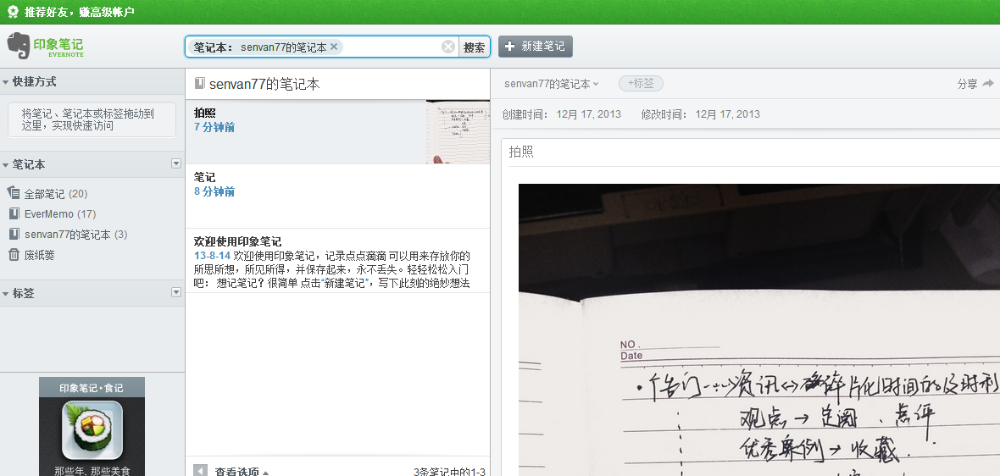 推荐好友，赚高级帐户
印象笔记
EVERNOTE
笔记本： senvan77的笔记本 搜索
新建笔记
快捷方式
将笔记、笔记本或标签拖动到
这里，实现快速访问
笔记本
全部笔记 (20)
EverMemo (17)
senvan77的笔记本 (3)
废纸篓
标签
印象笔记·食记
那些年, 那些美食
senvan77的笔记本
拍照
7 分钟前
笔记
8 分钟前
欢迎使用印象笔记
13-8-14 欢迎使用印象笔记，记录点点滴滴 可以用来存放你的
所思所想，所见所得，并保存起来，永不丢失。轻轻松松入门
吧： 想记笔记？很简单 点击“新建笔记”，写下此刻的绝妙想法
查看选项
3条笔记中的1-3
senvan77的笔记本 +标签 分享
创建时间： 12月 17, 2013 修改时间： 12月 17, 2013
拍照
NO .
Date
资讯↔碎片化时间的及时利
观点→定阅、点评
优秀案例→收藏.